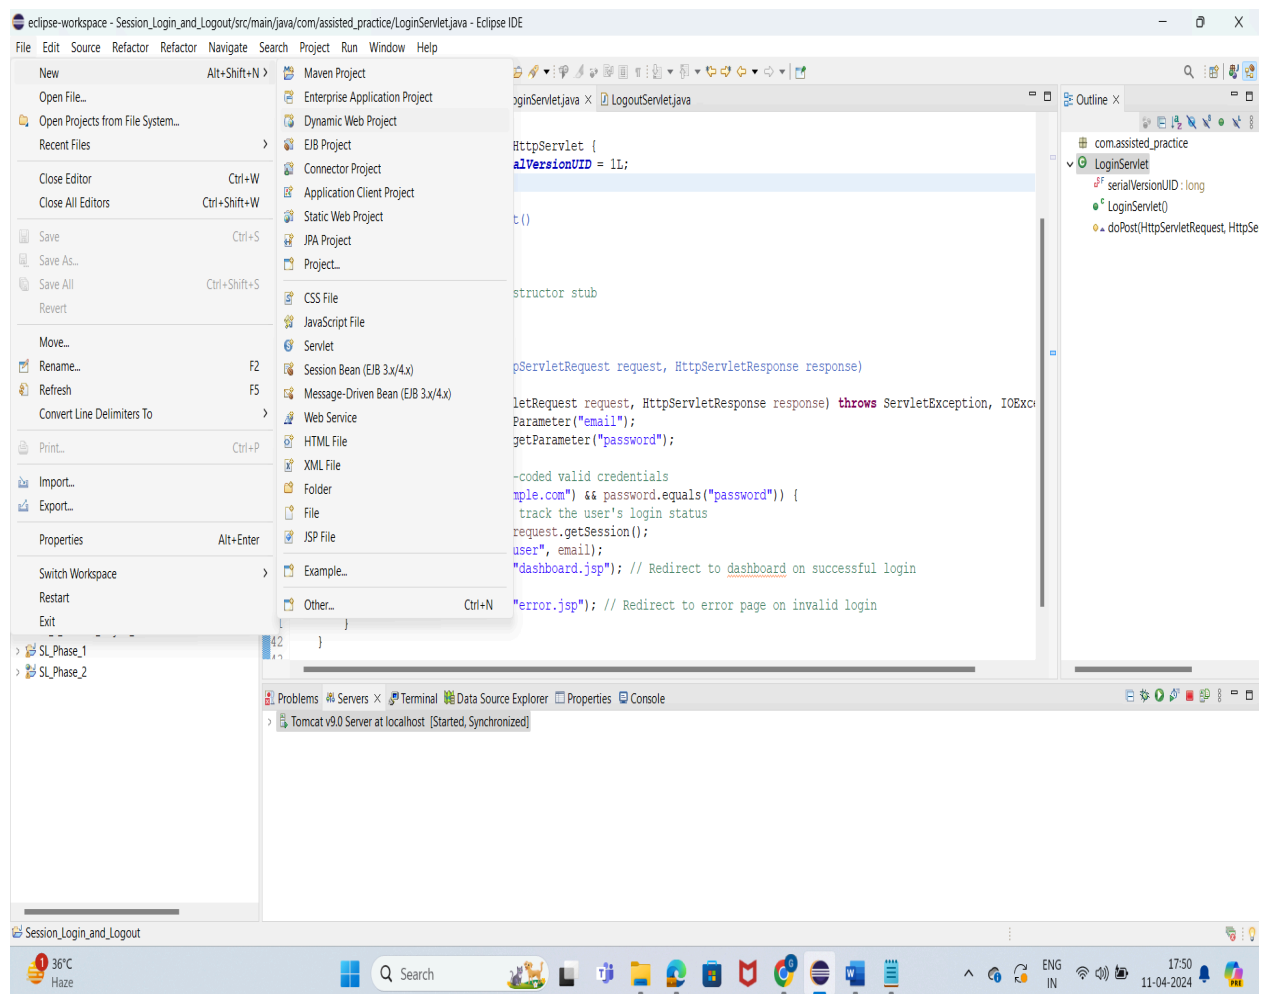 eclipse-workspace - Session_Login_and_Logout/src/main/java/com/assisted_practice/LoginServlet.java - Eclipse IDE
File Edit Source Refactor Refactor Navigate Search Project Run Window Help
New Alt+Shift+N >
Open File...
Open Projects from File System...
Recent Files >
Close Editor Ctrl+W
Close All Editors Ctrl+Shift+W
Save Ctrl+S
Save As...
Save All Ctrl+Shift+S
Revert
Move...
Rename... F2
Refresh F5
Convert Line Delimiters To >
Print... Ctrl+P
Import...
Export...
Properties Alt+Enter
Switch Workspace >
Restart
Exit
SL_Phase_1
SL_Phase_2
Maven Project
Enterprise Application Project
Dynamic Web Project
EJB Project
Connector Project
Application Client Project
Static Web Project
JPA Project
Project...
CSS File
JavaScript File
Servlet
Session Bean (EJB 3.x/4.x)
Message-Driven Bean (EJB 3.x/4.x)
Web Service
HTML File
XML File
Folder
File
JSP File
Example...
Other... Ctrl+N
oginServlet.java LogoutServlet.java
HttpServlet {
alVersionUID = 1L;
t()
structor stub
pServletRequest request, HttpServletResponse response)
letRequest request, HttpServletResponse response) throws ServletException, IOExce
Parameter("email");
getParameter("password");
-coded valid credentials
mple.com") && password.equals("password")) {
track the user's login status
request.getSession();
user", email);
"dashboard.jsp"); // Redirect to dashboard on successful login
"error.jsp"); // Redirect to error page on invalid login
}
42 }
Outline
com.assisted_practice
LoginServlet
serialVersionUID : long
LoginServlet()
doPost(HttpServletRequest, HttpSe
Problems Servers Terminal Data Source Explorer Properties Console
Tomcat v9.0 Server at localhost [Started, Synchronized]
Session_Login_and_Logout
1 36°C
Haze
Search
ENG
IN
17:50
11-04-2024
PRE